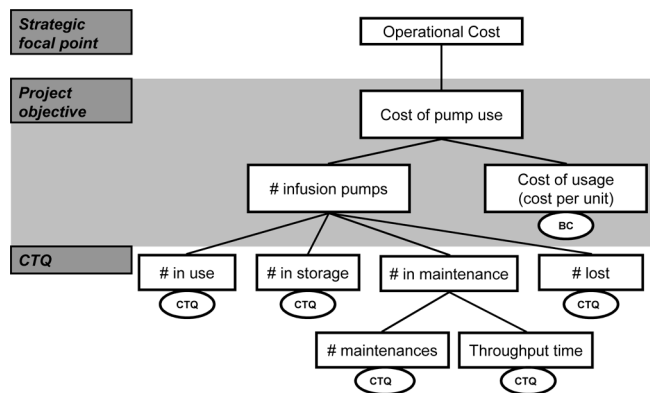 Strategic
focal point
Operational Cost
Project
objective
Cost of pump use
# infusion pumps
Cost of usage
(cost per unit)
BC
CTQ
# in use
# in storage
# in maintenance
# lost
CTQ
CTQ
CTQ
# maintenances
Throughput time
CTQ
CTQ